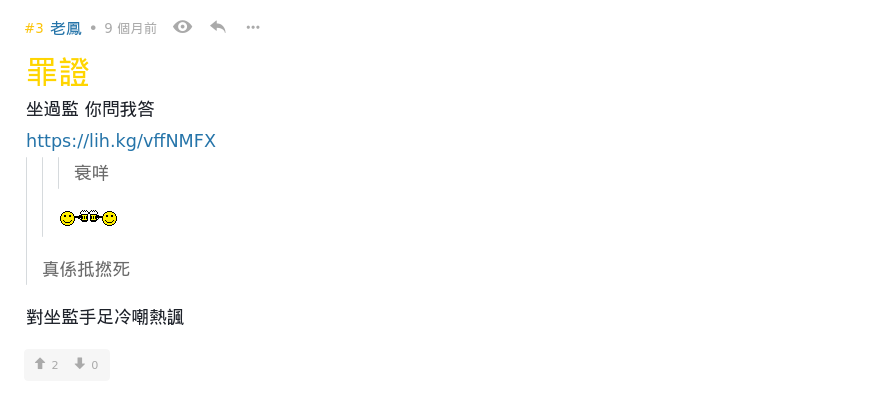 #3 老鳳 • 9 個月前
罪證
坐過監 你問我答
https://lih.kg/vffNMFX
衰咩
真係抵撚死
對坐監手足冷嘲熱諷
2 0